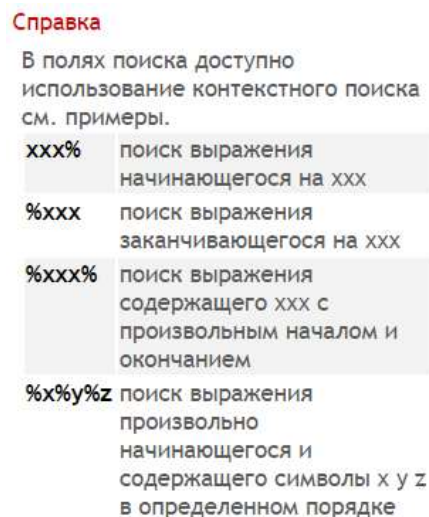 Справка
В полях поиска доступно
использование контекстного поиска
см. примеры.
xxx% поиск выражения
начинающегося на xxx
%xxx поиск выражения
заканчивающегося на xxx
%xxx% поиск выражения
содержащего xxx с
произвольным началом и
окончанием
%x%y%z поиск выражения
произвольно
начинающегося и
содержащего символы x y z
в определенном порядке